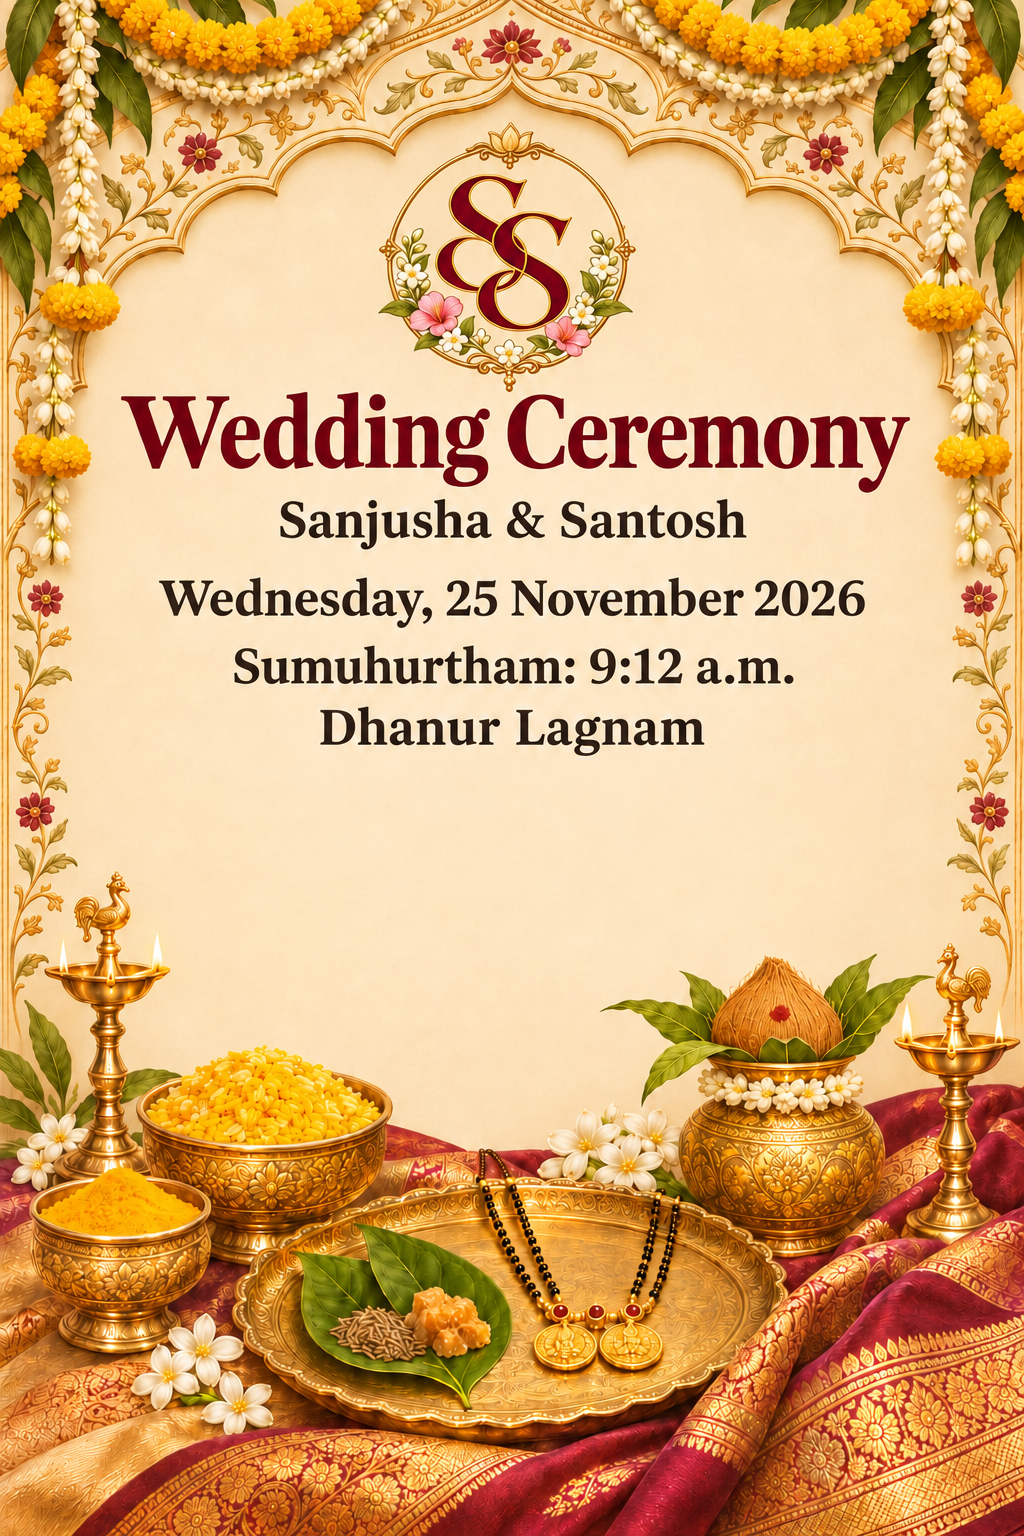 SS
Wedding Ceremony
Sanjusha & Santosh
Wednesday, 25 November 2026
Sumuhurtham: 9:12 a.m.
Dhanur Lagnam